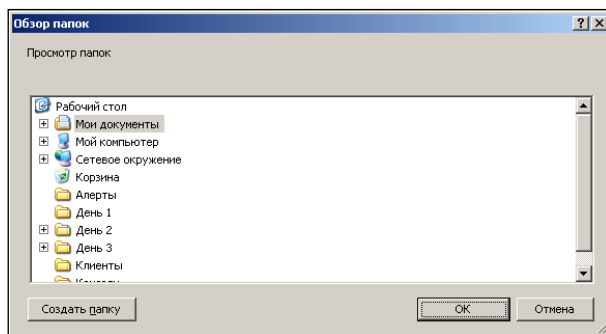 Обзор папок
Просмотр папок
Рабочий стол
Мои документы
Мой компьютер
Сетевое окружение
Корзина
Алерты
День 1
День 2
День 3
Клиенты
Создать папку
OK
Отмена